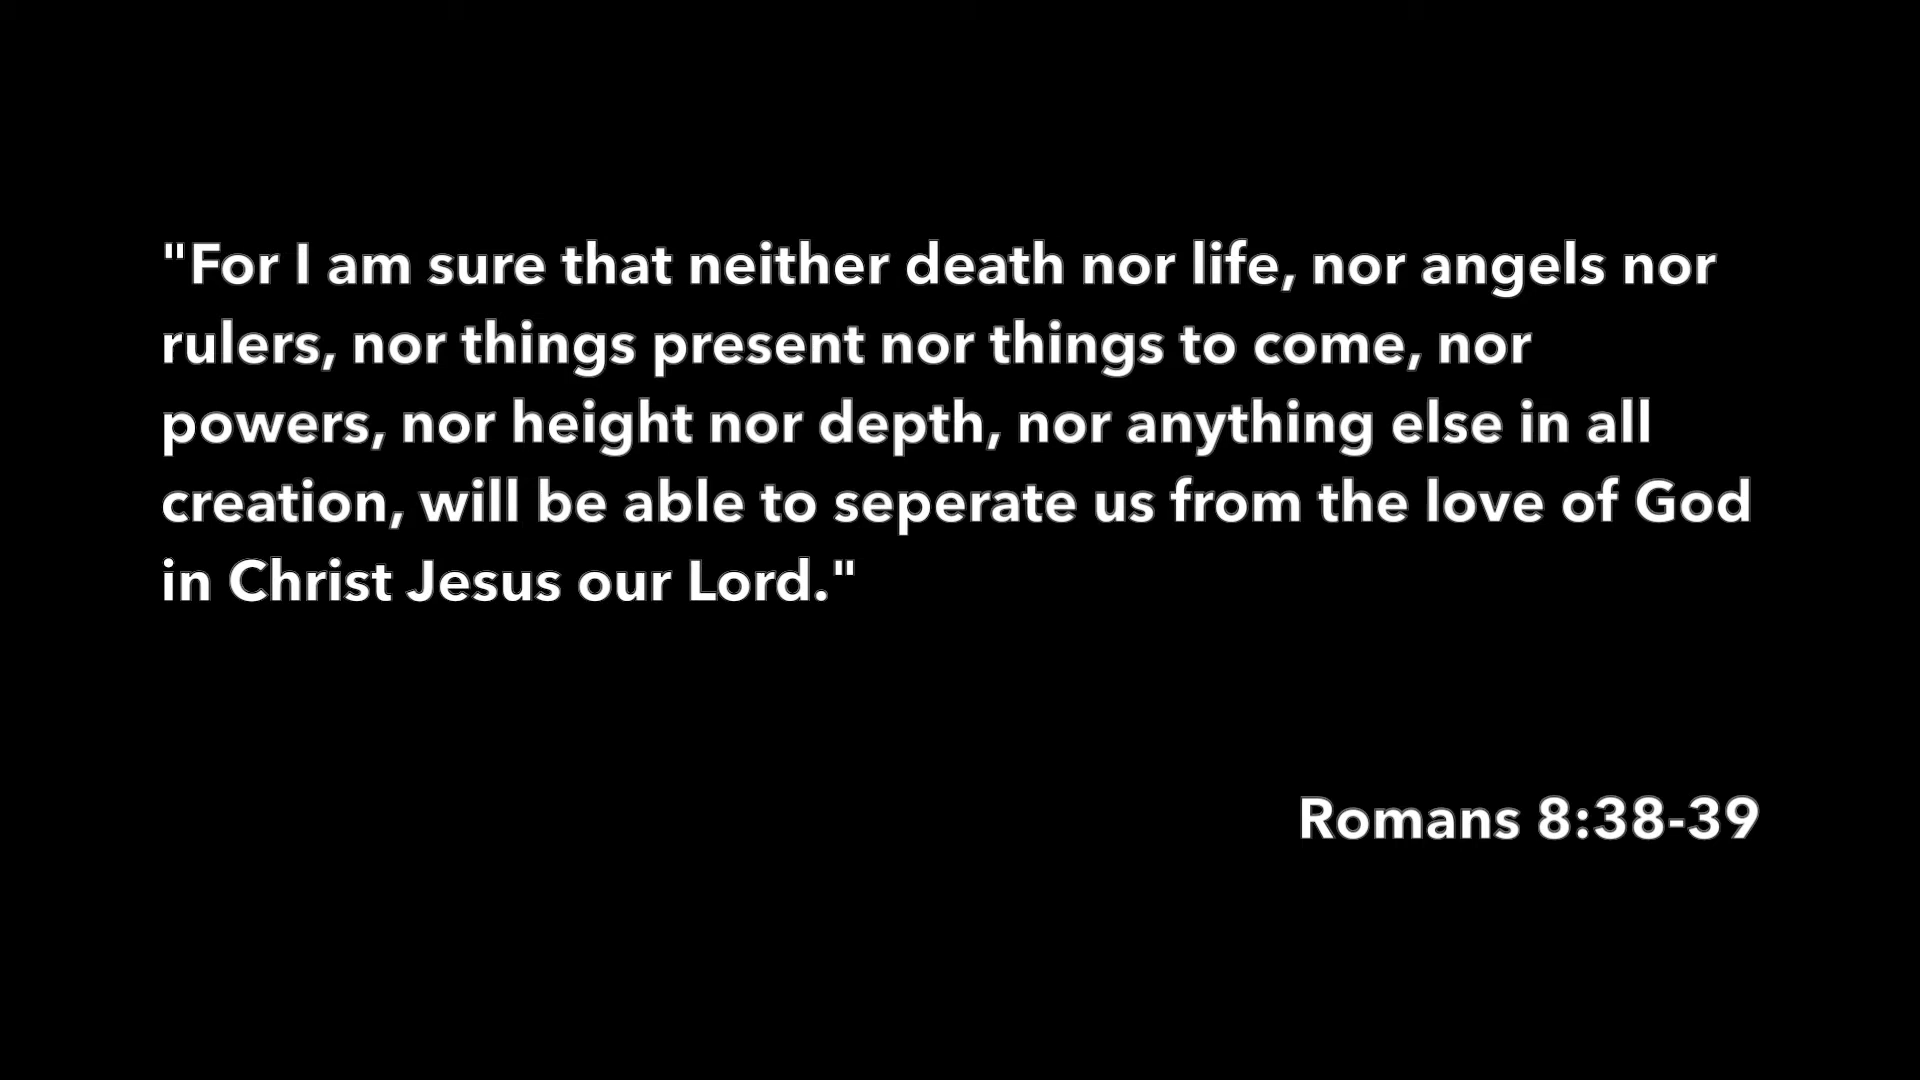 "For I am sure that neither death nor life, nor angels nor
rulers, nor things present nor things to come, nor
powers, nor height nor depth, nor anything else in all
creation, will be able to seperate us from the love of God
in Christ Jesus our Lord."
Romans 8:38-39